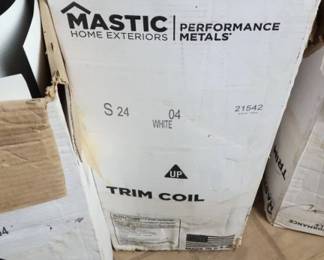 MASTIC
HOME EXTERIORS
PERFORMANCE
METALS
S 24 04 21542
WHITE
UP
TRIM COIL